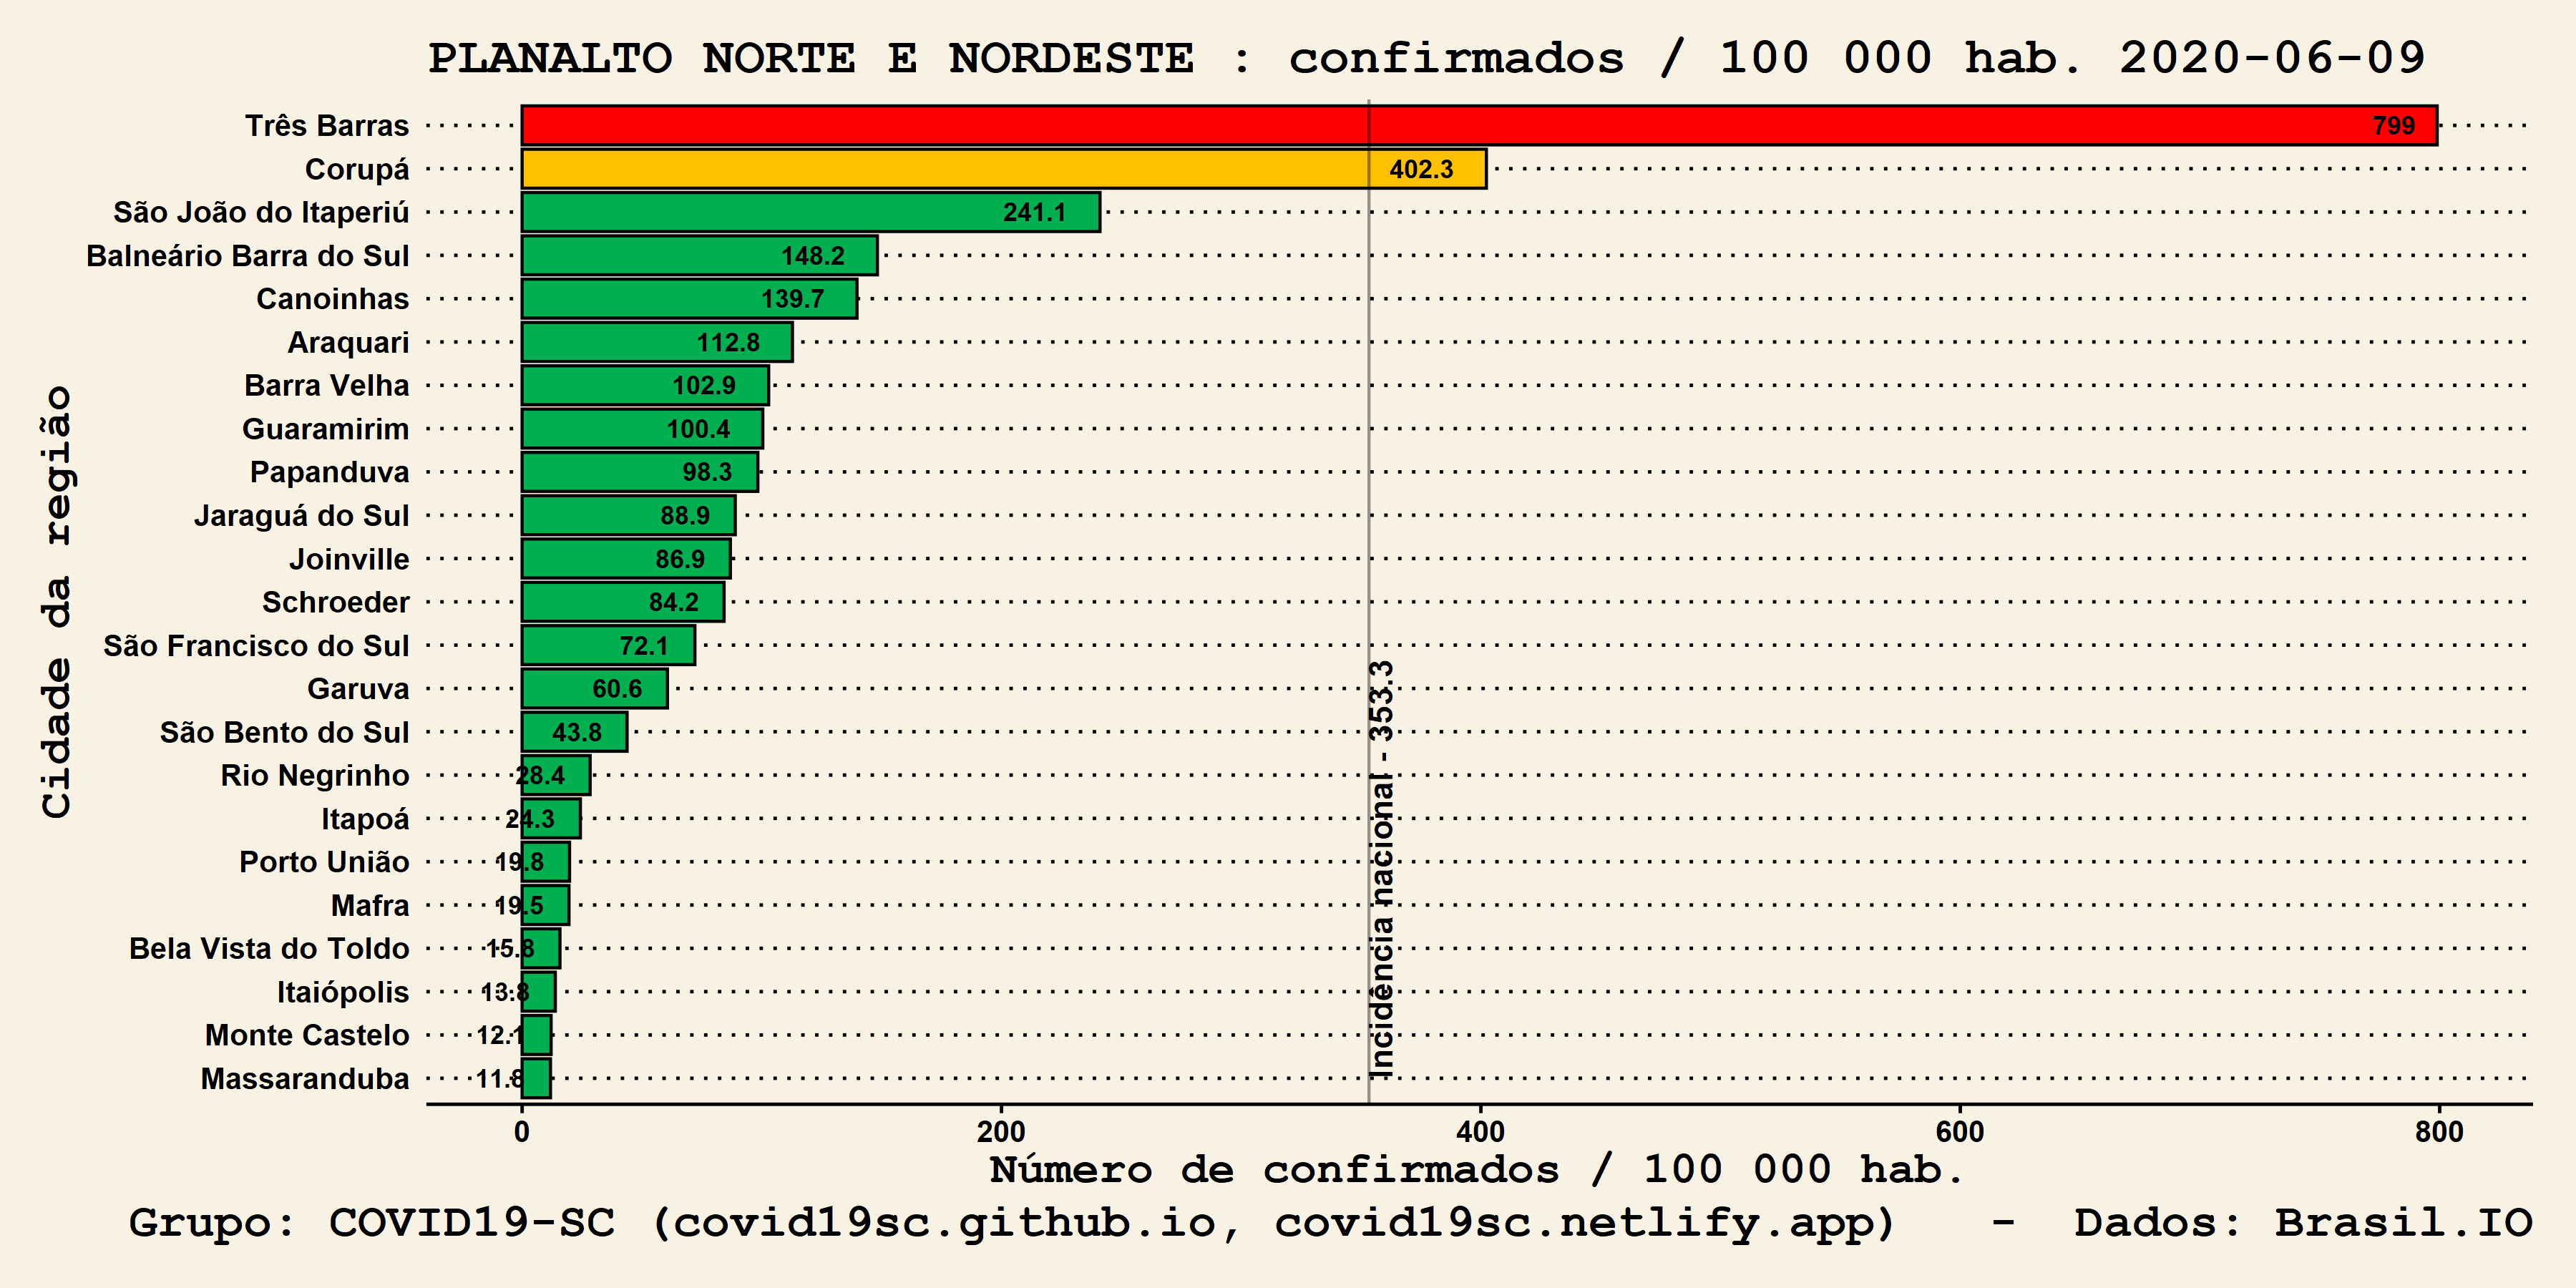 PLANALTO NORTE E NORDESTE : confirmados / 100 000 hab. 2020-06-09
Cidade da região
Três Barras 799
Corupá 402.3
São João do Itaperiú 241.1
Balneário Barra do Sul 148.2
Canoinhas 139.7
Araquari 112.8
Barra Velha 102.9
Guaramirim 100.4
Papanduva 98.3
Jaraguá do Sul 88.9
Joinville 86.9
Schroeder 84.2
São Francisco do Sul 72.1
Garuva 60.6
São Bento do Sul 43.8
Rio Negrinho 28.4
Itapoá 24.3
Porto União 19.8
Mafra 19.5
Bela Vista do Toldo 15.8
Itaiópolis 13.8
Monte Castelo 12.1
Massaranduba 11.8
Incidência nacional - 353.3
0 200 400 600 800
Número de confirmados / 100 000 hab.
Grupo: COVID19-SC (covid19sc.github.io, covid19sc.netlify.app) - Dados: Brasil.IO